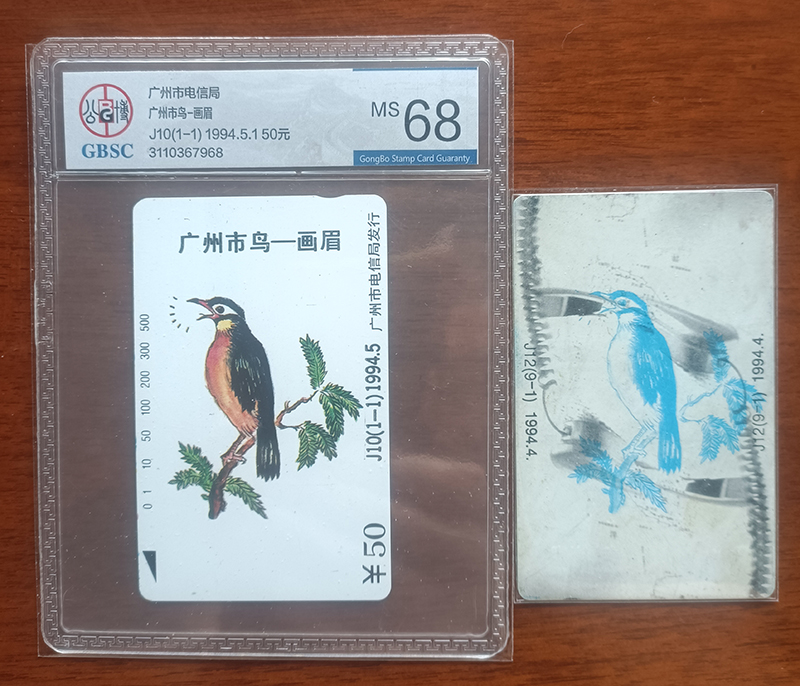 公博
GBSC
广州市电信局
广州市鸟-画眉
J10(1-1) 1994.5.1 50元
3110367968
MS 68
GongBo Stamp Card Guaranty
广州市鸟—画眉
0 1 10 50 100 200 300 500
J10(1-1)1994.5 广州市电信局发行
¥50
J12(9-1) 1994.4.
J12(9-1) 1994.4.